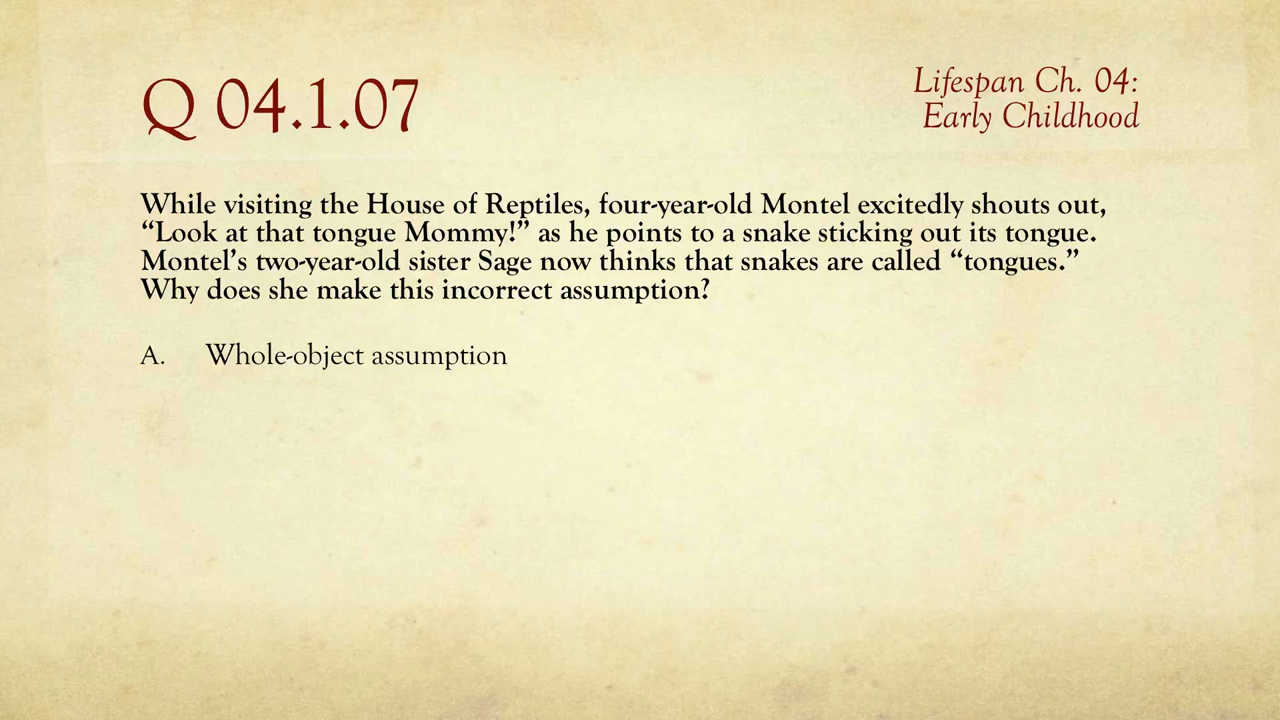 Q 04.1.07
Lifespan Ch. 04:
Early Childhood
While visiting the House of Reptiles, four-year-old Montel excitedly shouts out,
“Look at that tongue Mommy!” as he points to a snake sticking out its tongue.
Montel’s two-year-old sister Sage now thinks that snakes are called “tongues.”
Why does she make this incorrect assumption?
A. Whole-object assumption